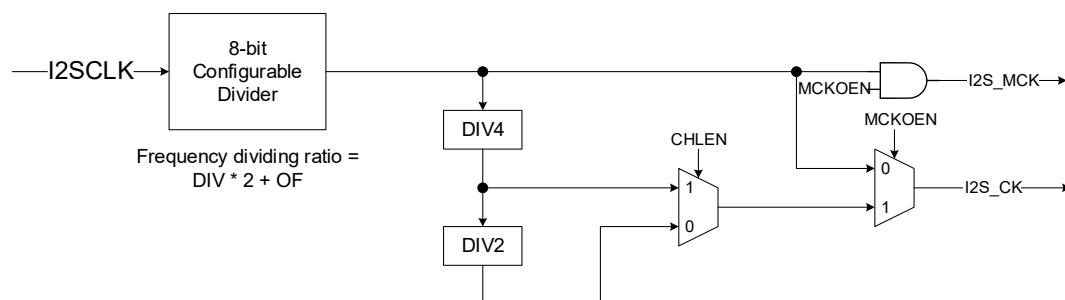 I2SCLK
8-bit
Configurable
Divider
Frequency dividing ratio =
DIV * 2 + OF
DIV4
DIV2
CHLEN
1
0
MCKOEN
I2S_MCK
MCKOEN
0
1
I2S_CK